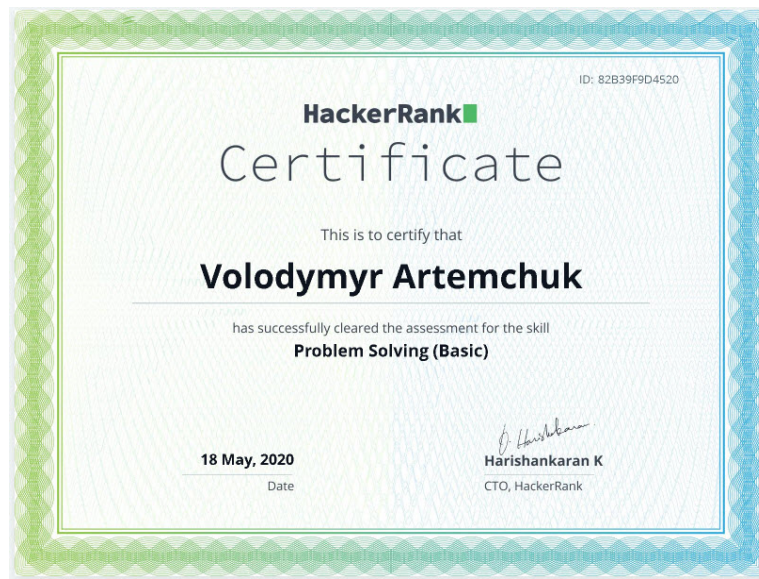 ID: 82B39F9D4520
HackerRank
Certificate
This is to certify that
Volodymyr Artemchuk
has successfully cleared the assessment for the skill
Problem Solving (Basic)
18 May, 2020
Date
Harishankaran K
CTO, HackerRank